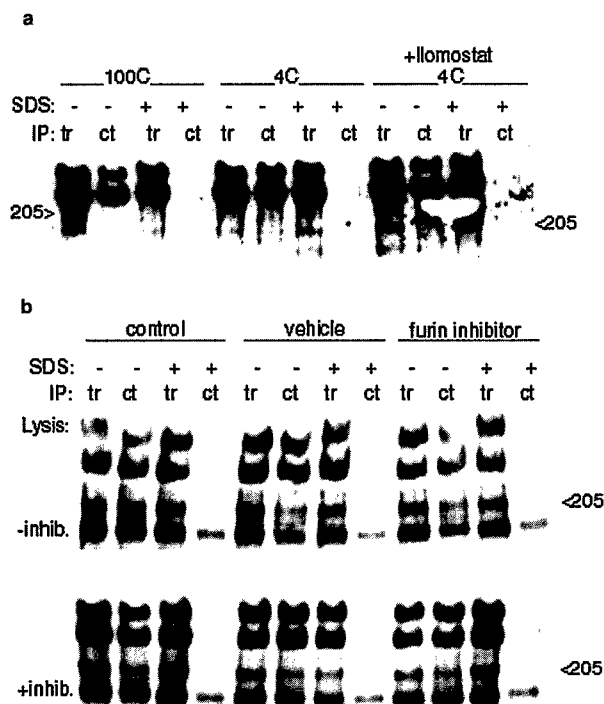 a
+Ilomostat
100C 4C 4C
SDS: - - + + - - + + - - + +
IP: tr ct tr ct tr ct tr ct tr ct tr ct
205>
<205
b
control vehicle furin inhibitor
SDS: - - + + - - + + - - + +
IP: tr ct tr ct tr ct tr ct tr ct tr ct
Lysis:
<205
-inhib.
<205
+inhib.